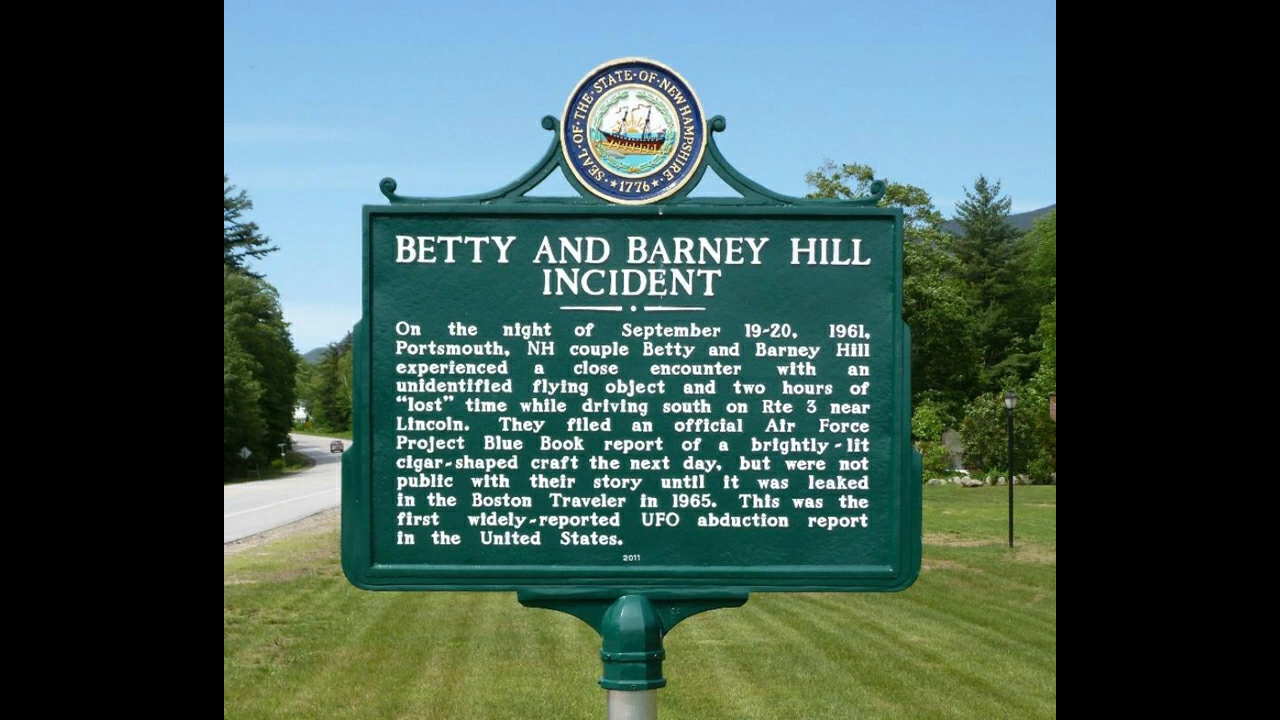 SEAL·OF·THE·STATE·OF·NEW HAMPSHIRE
★1776★
BETTY AND BARNEY HILL
INCIDENT
On the night of September 19-20, 1961,
Portsmouth, NH couple Betty and Barney Hill
experienced a close encounter with an
unidentified flying object and two hours of
“lost” time while driving south on Rte 3 near
Lincoln. They filed an official Air Force
Project Blue Book report of a brightly-lit
cigar-shaped craft the next day, but were not
public with their story until it was leaked
in the Boston Traveler in 1965. This was the
first widely-reported UFO abduction report
in the United States.
2011